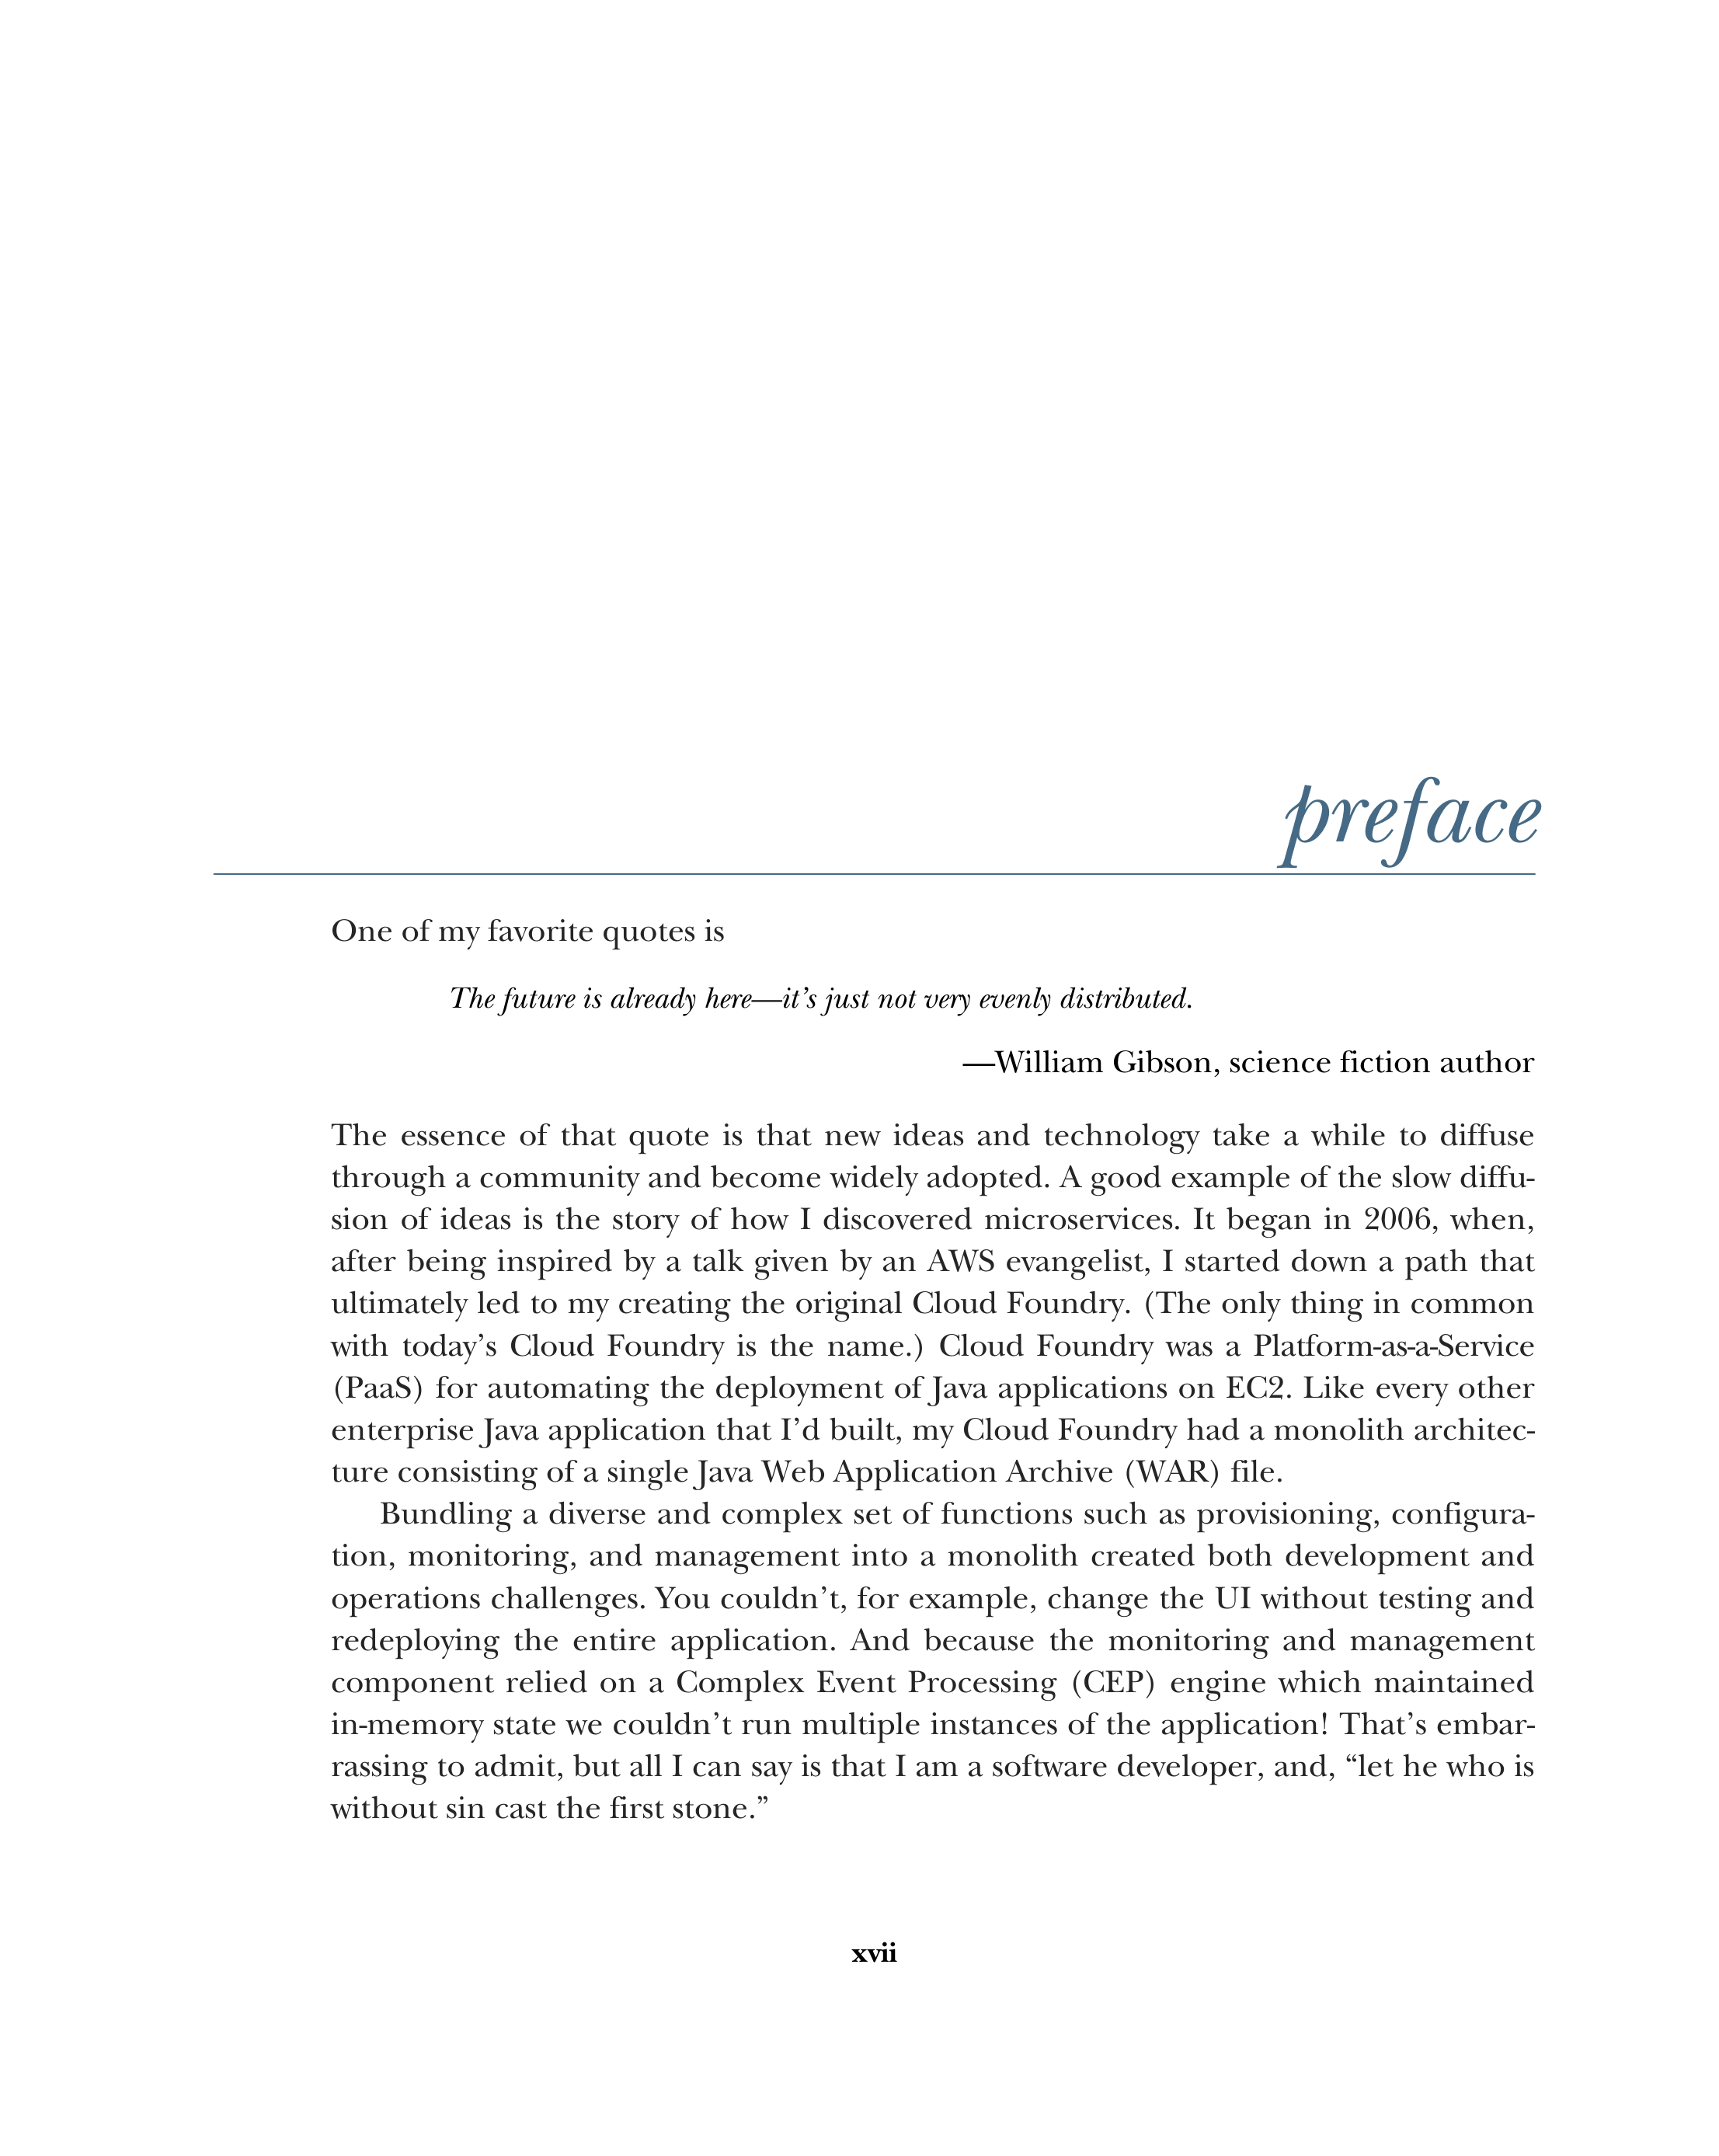 preface
One of my favorite quotes is
The future is already here—it’s just not very evenly distributed.
—William Gibson, science fiction author
The essence of that quote is that new ideas and technology take a while to diffuse
through a community and become widely adopted. A good example of the slow diffu-
sion of ideas is the story of how I discovered microservices. It began in 2006, when,
after being inspired by a talk given by an AWS evangelist, I started down a path that
ultimately led to my creating the original Cloud Foundry. (The only thing in common
with today’s Cloud Foundry is the name.) Cloud Foundry was a Platform-as-a-Service
(PaaS) for automating the deployment of Java applications on EC2. Like every other
enterprise Java application that I’d built, my Cloud Foundry had a monolith architec-
ture consisting of a single Java Web Application Archive (WAR) file.
Bundling a diverse and complex set of functions such as provisioning, configura-
tion, monitoring, and management into a monolith created both development and
operations challenges. You couldn’t, for example, change the UI without testing and
redeploying the entire application. And because the monitoring and management
component relied on a Complex Event Processing (CEP) engine which maintained
in-memory state we couldn’t run multiple instances of the application! That’s embar-
rassing to admit, but all I can say is that I am a software developer, and, “let he who is
without sin cast the first stone.”
xvii